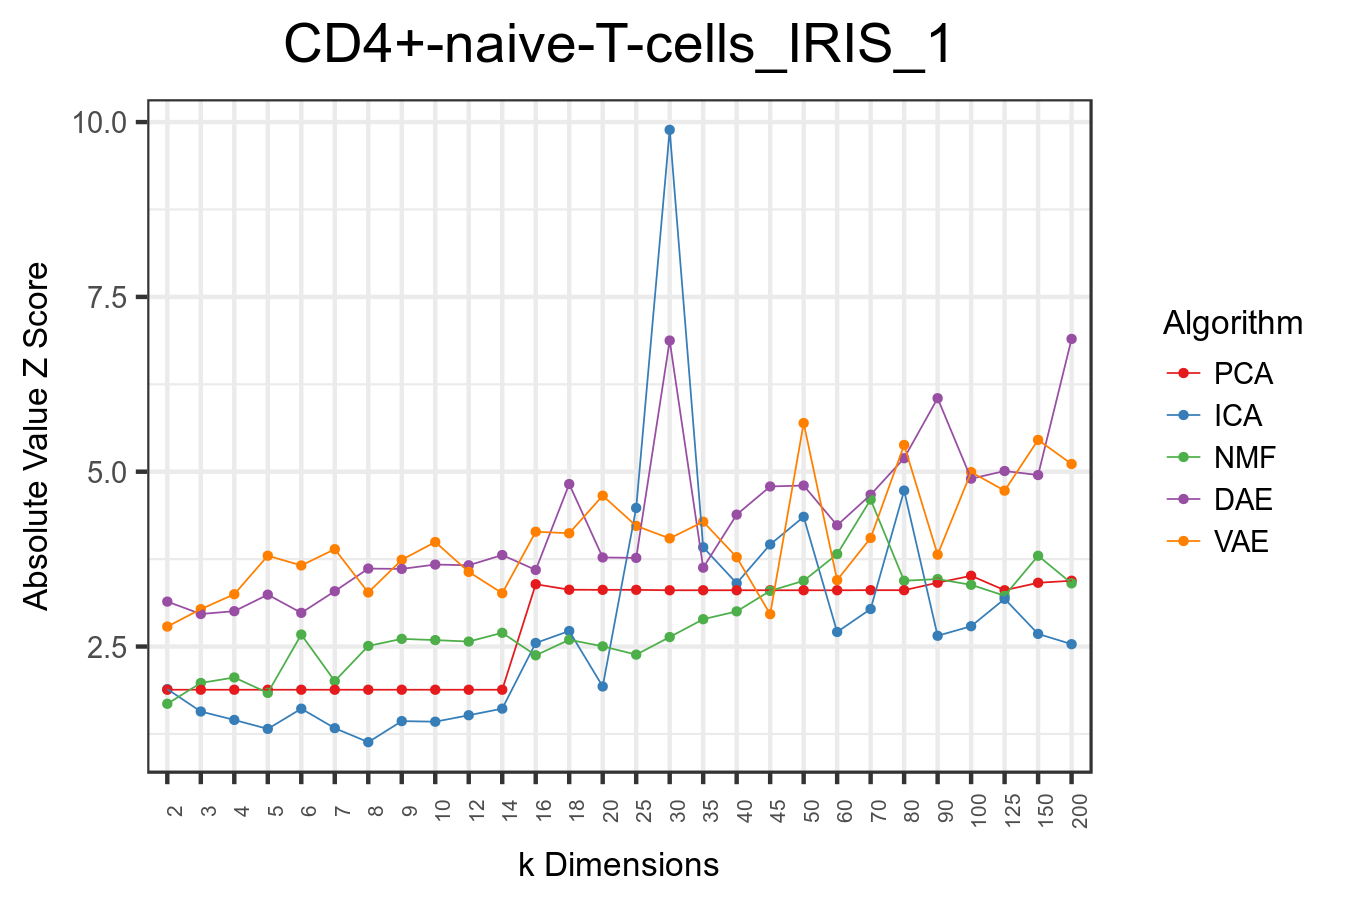 CD4+-naive-T-cells_IRIS_1
Absolute Value Z Score
10.0
7.5
5.0
2.5
2 3 4 5 6 7 8 9 10 12 14 16 18 20 25 30 35 40 45 50 60 70 80 90 100 125 150 200
k Dimensions
Algorithm
PCA
ICA
NMF
DAE
VAE